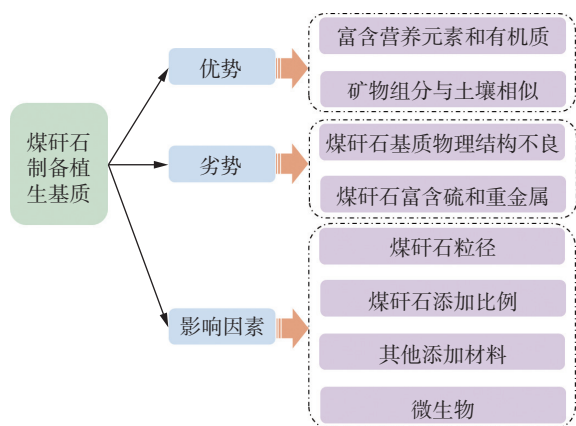 煤矸石
制备植
生基质
优势
富含营养元素和有机质
矿物组分与土壤相似
劣势
煤矸石基质物理结构不良
煤矸石富含硫和重金属
影响因素
煤矸石粒径
煤矸石添加比例
其他添加材料
微生物